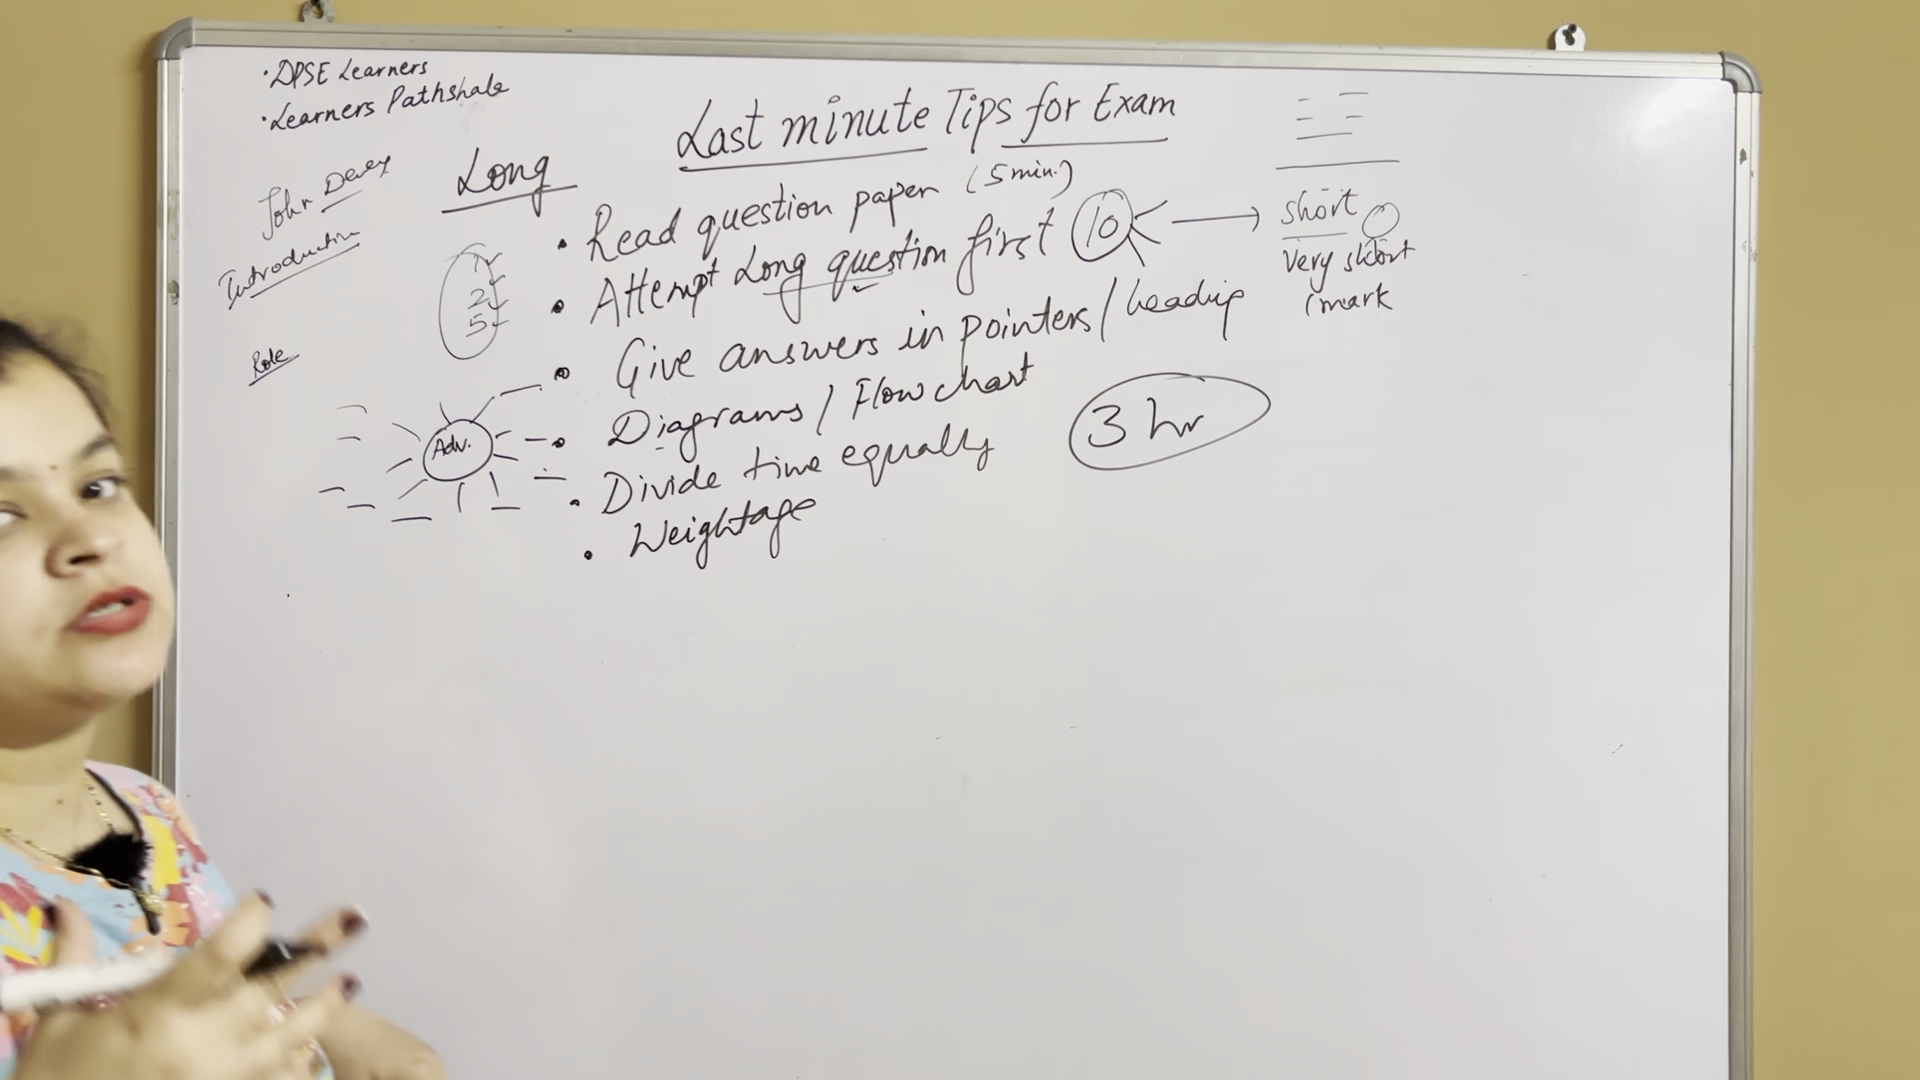 ·DPSE Learners
·Learners Pathshala
Last minute Tips for Exam
John Dewey
Introduction
Role
Long
1
2
5
Adv.
· Read question paper (5 min.)
· Attempt Long question first 10
· Give answers in pointers/heading
· Diagrams/Flow chart
· Divide time equally
· Weightage
3 hr
short
very short
1 mark